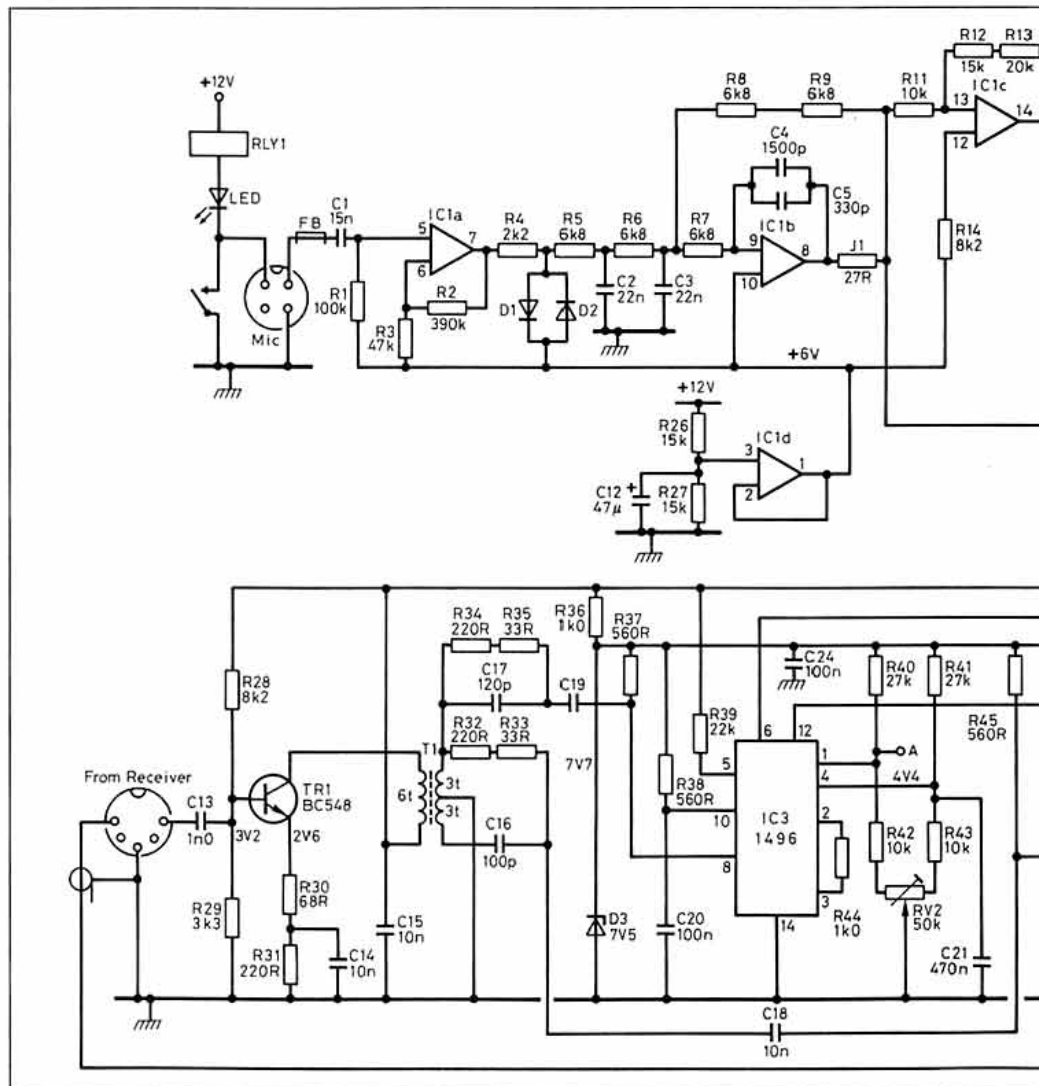 +12V
RLY1
LED
FB
C1
15n
R1
100k
Mic
5
6
IC1a
7
R2
390k
R3
47k
R4
2k2
R5
6k8
D1
D2
R6
6k8
C2
22n
C3
22n
R7
6k8
R8
6k8
R9
6k8
C4
1500p
C5
330p
9
10
IC1b
8
J1
27R
R11
10k
R12
15k
R13
20k
IC1c
13
12
14
R14
8k2
+6V
+12V
R26
15k
C12
+
47µ
R27
15k
3
2
IC1d
1
From Receiver
C13
1n0
R28
8k2
R29
3k3
3V2
TR1
BC548
2V6
R30
68R
R31
220R
C14
10n
C15
10n
T1
6t
3t
3t
R34
220R
R35
33R
C17
120p
R32
220R
R33
33R
C16
100p
C19
R36
1k0
7V7
R37
560R
D3
7V5
R38
560R
C20
100n
R39
22k
C24
100n
6
12
5
10
8
IC3
1496
1
4
2
3
14
A
4V4
R40
27k
R41
27k
R42
10k
R43
10k
R44
1k0
RV2
50k
C21
470n
R45
560R
C18
10n